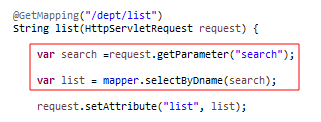 @GetMapping("/dept/list")
String list(HttpServletRequest request) {
var search =request.getParameter("search");
var list = mapper.selectByDname(search);
request.setAttribute("list", list);